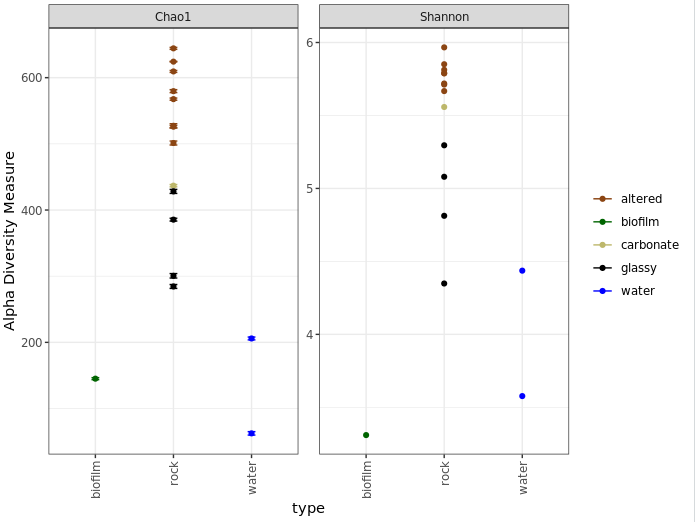 Chao1
Shannon
Alpha Diversity Measure
600
400
200
6
5
4
biofilm
rock
water
biofilm
rock
water
type
altered
biofilm
carbonate
glassy
water